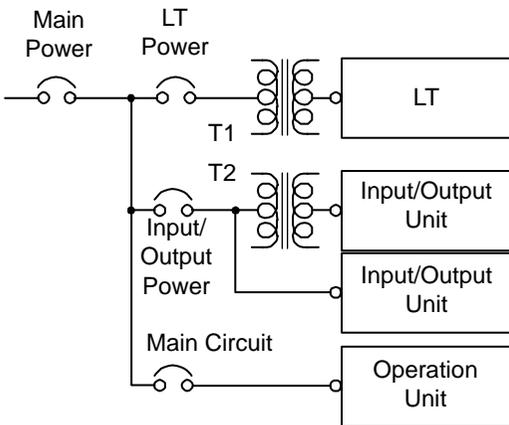 Main
Power
LT
Power
LT
T1
T2
Input/Output
Unit
Input/
Output
Power
Input/Output
Unit
Main Circuit
Operation
Unit